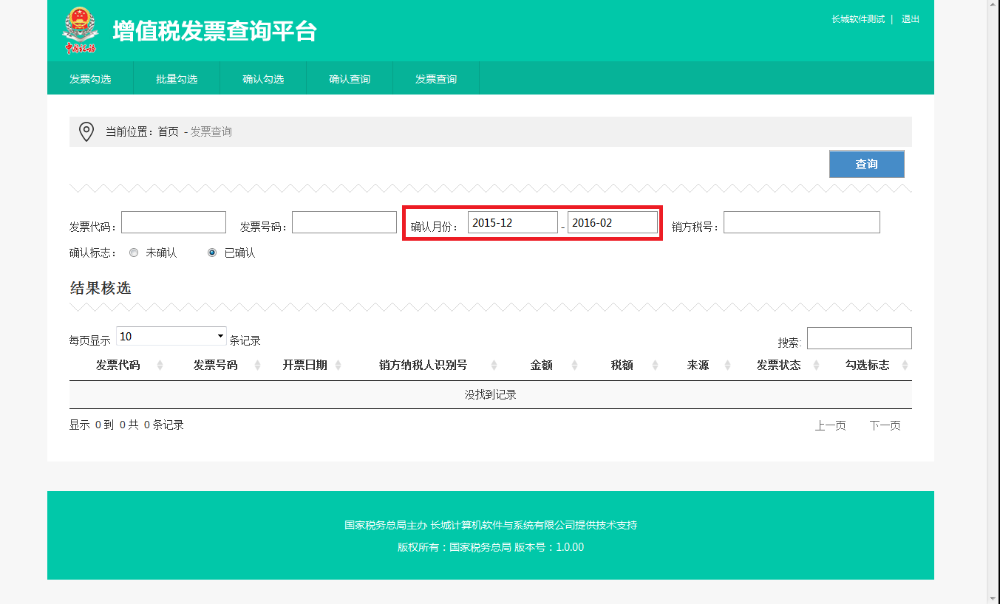 中国税务
增值税发票查询平台
长城软件测试 | 退出
发票勾选 批量勾选 确认勾选 确认查询 发票查询
当前位置：首页 - 发票查询
查询
发票代码： 发票号码： 确认月份： 2015-12 - 2016-02 销方税号：
确认标志： 未确认 已确认
结果核选
每页显示 10 条记录 搜索:
发票代码 发票号码 开票日期 销方纳税人识别号 金额 税额 来源 发票状态 勾选标志
没找到记录
显示 0 到 0 共 0 条记录 上一页 下一页
国家税务总局主办 长城计算机软件与系统有限公司提供技术支持
版权所有：国家税务总局 版本号：1.0.00